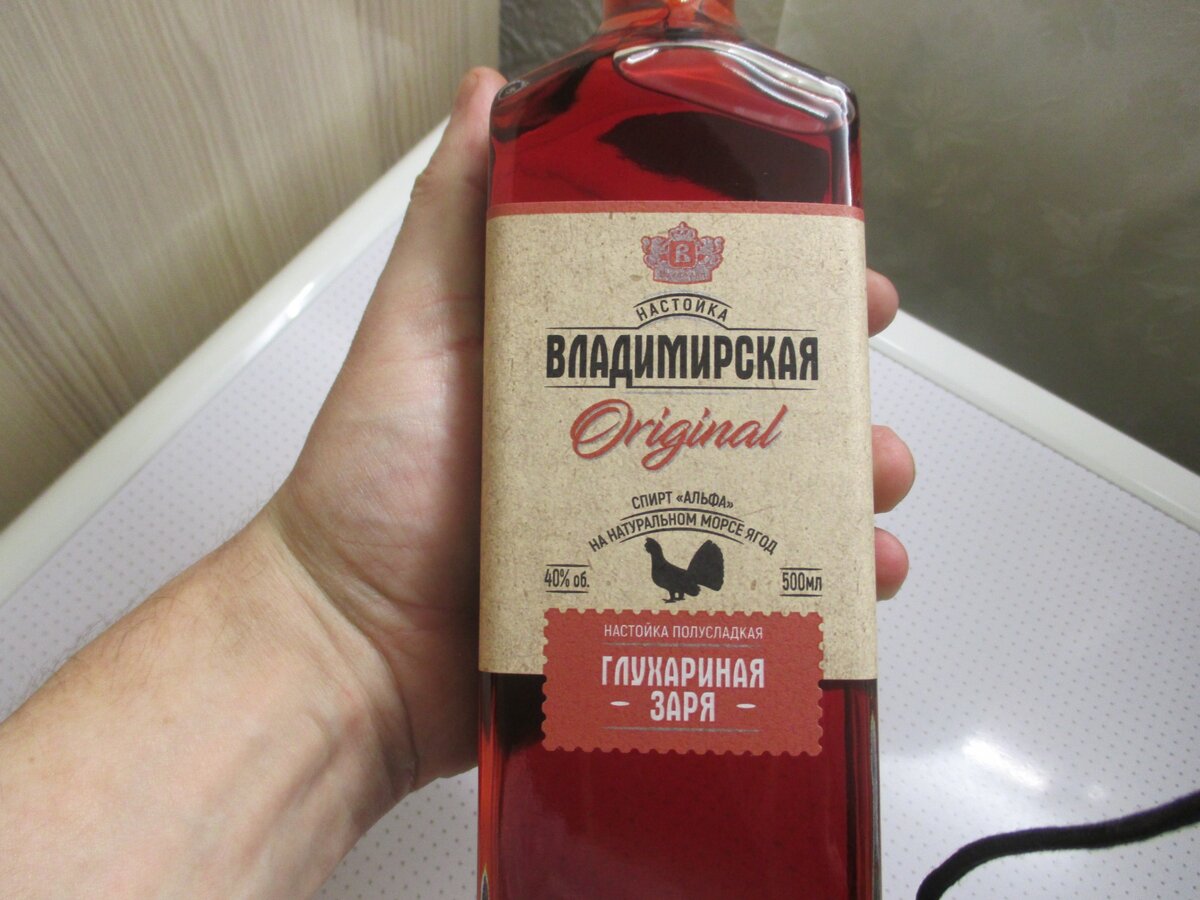 НАСТОЙКА
ВЛАДИМИРСКАЯ
Original
СПИРТ «АЛЬФА»
НА НАТУРАЛЬНОМ МОРСЕ ЯГОД
40% об.
500мл
НАСТОЙКА ПОЛУСЛАДКАЯ
ГЛУХАРИНАЯ
- ЗАРЯ -